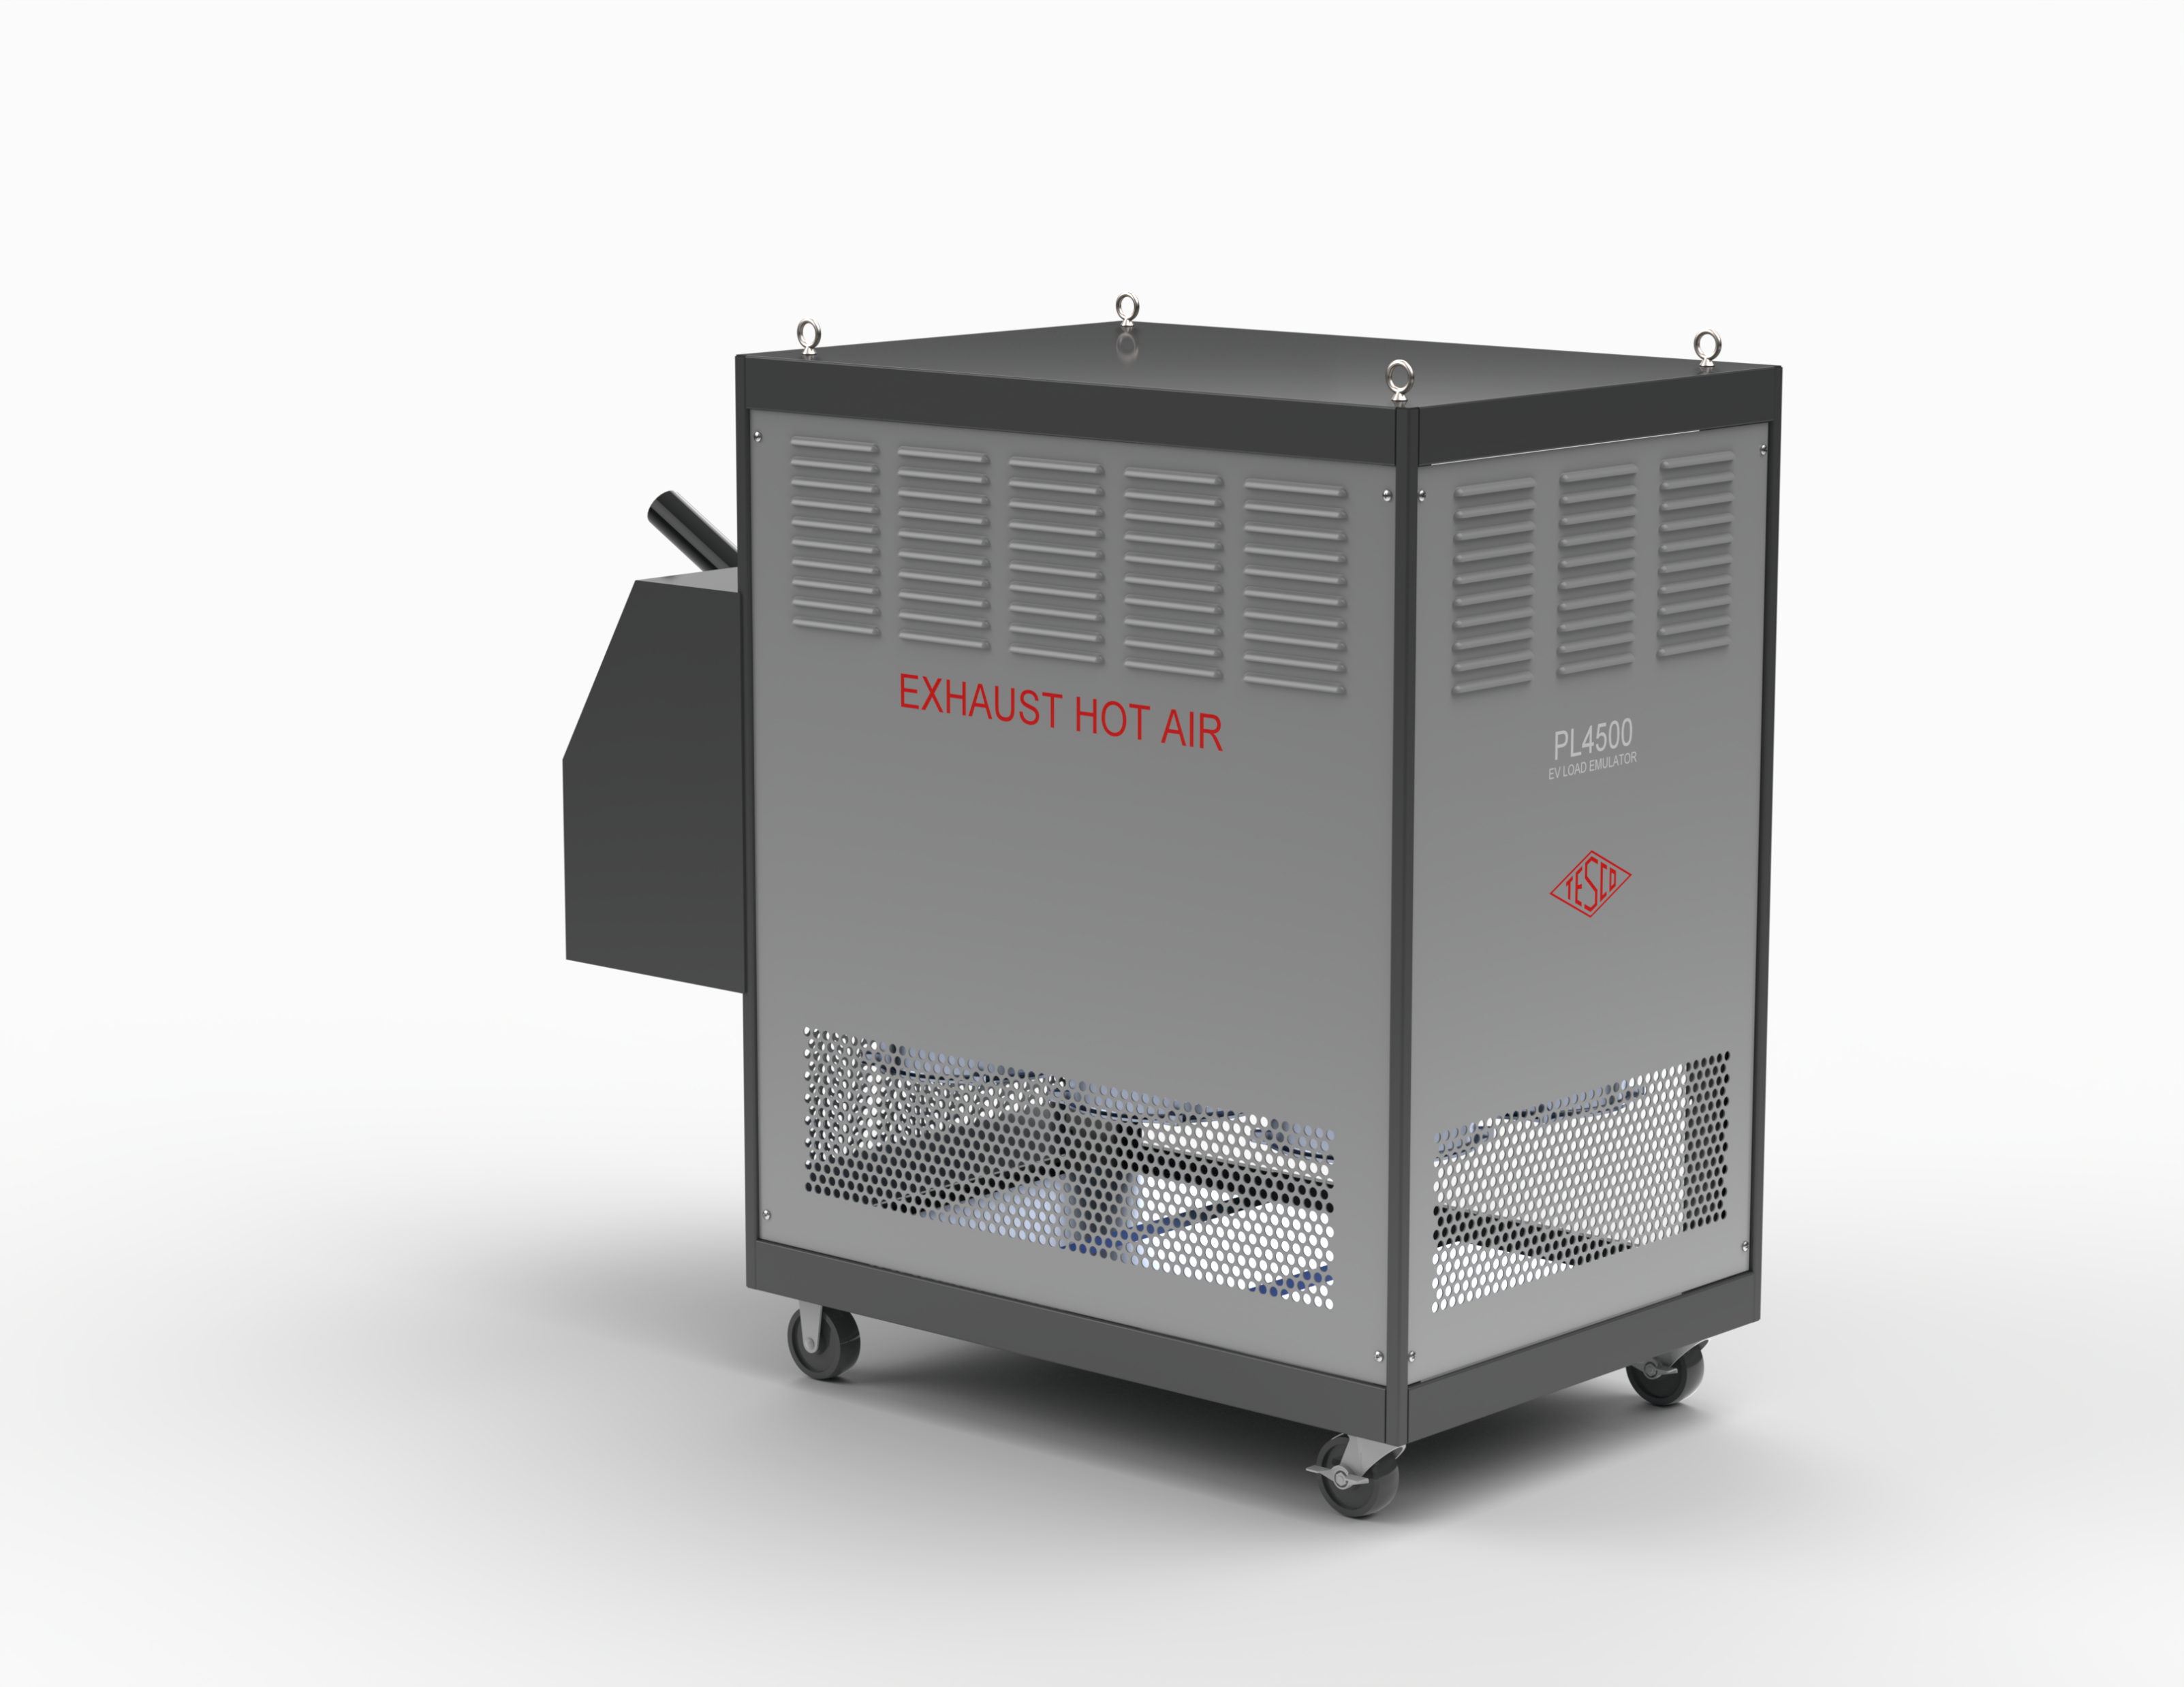 EXHAUST HOT AIR
PL4500
EV LOAD EMULATOR
TESCO